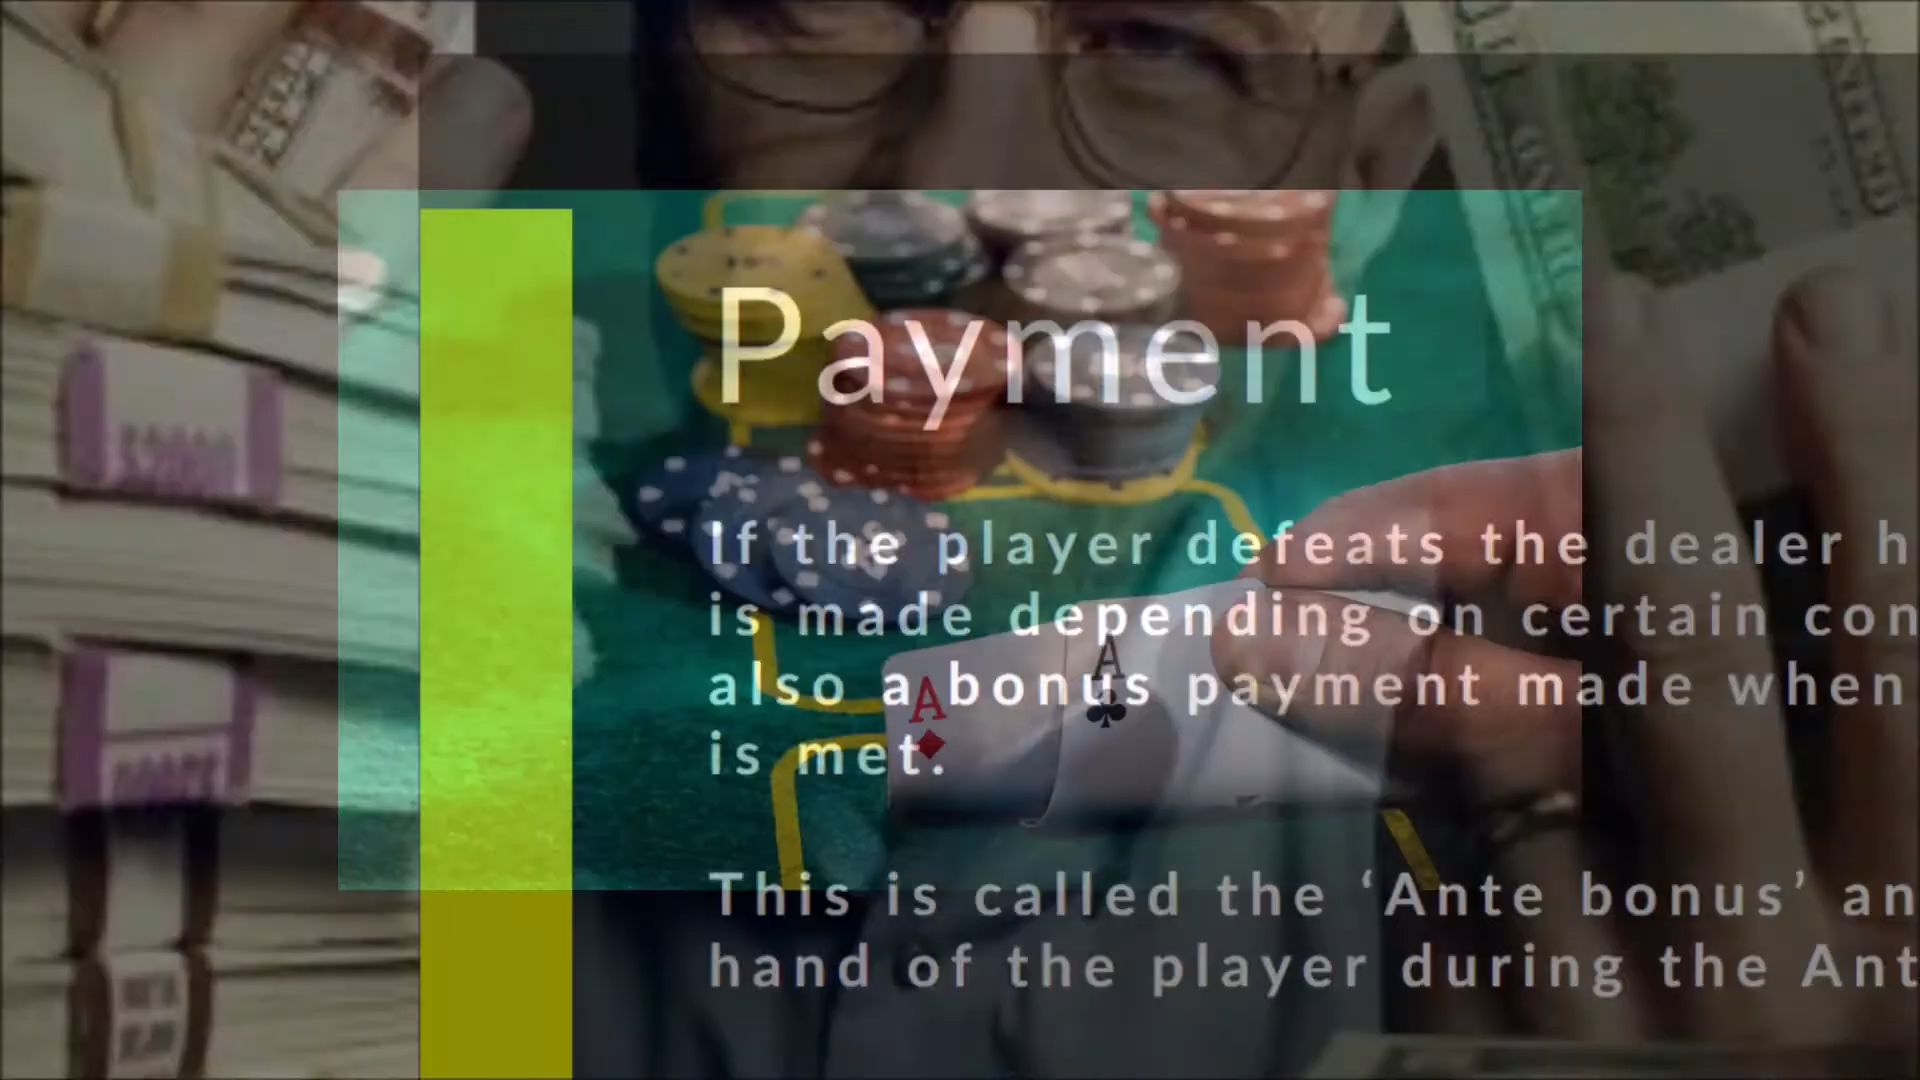 Payment
If the player defeats the dealer h
is made depending on certain con
also a bonus payment made when
is met.
This is called the ‘Ante bonus’ an
hand of the player during the Ant
A
A
$2000